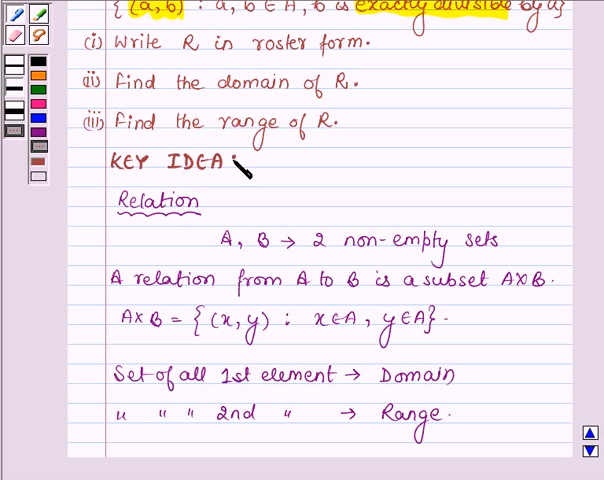 { (a, b) : a, b ∈ A, b is exactly divisible by a}
(i) Write R in roster form.
(ii) Find the domain of R.
(iii) Find the range of R.
KEY IDEA :
Relation
A, B → 2 non-empty sets
A relation from A to B is a subset A×B.
A×B = { (x, y) : x∈A, y∈A}.
Set of all 1st element → Domain
" " " 2nd " → Range.